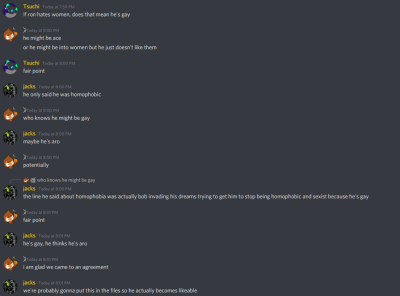 Tsuchi Today at 7:59 PM
if ron hates women, does that mean he's gay
Today at 8:00 PM
he might be ace
or he might be into women but he just doesn't like them
Tsuchi Today at 8:00 PM
fair point
jacks Today at 8:00 PM
he only said he was homophobic
Today at 8:00 PM
who knows he might be gay
jacks Today at 8:00 PM
maybe he's aro
Today at 8:00 PM
potentially
who knows he might be gay
jacks Today at 8:00 PM
the line he said about homophobia was actually bob invading his dreams trying to get him to stop being homophobic and sexist because he's gay
Today at 8:01 PM
fair point
jacks Today at 8:01 PM
he's gay, he thinks he's aro
Today at 8:01 PM
i am glad we came to an agreement
jacks Today at 8:01 PM
we're probably gonna put this in the files so he actually becomes likeable